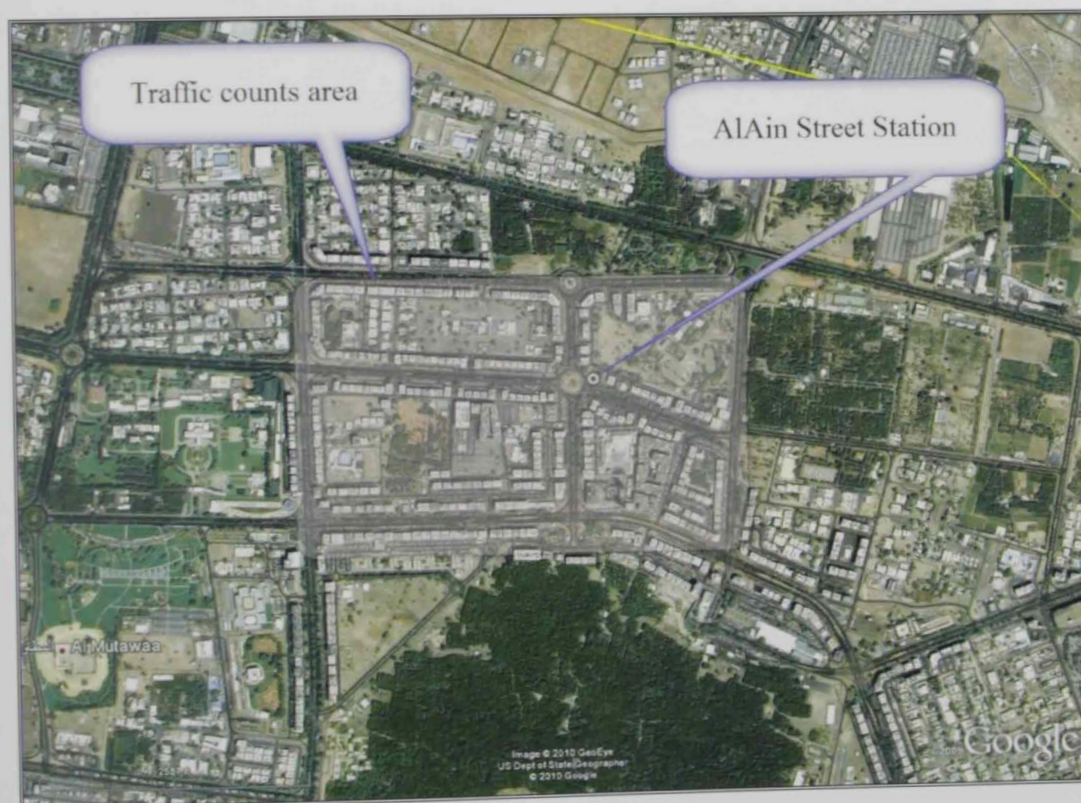 Traffic counts area
AlAin Street Station
Al Mutawaa
Image © 2010 GeoEye
US Dept of State Geographer
© 2010 Google
Google